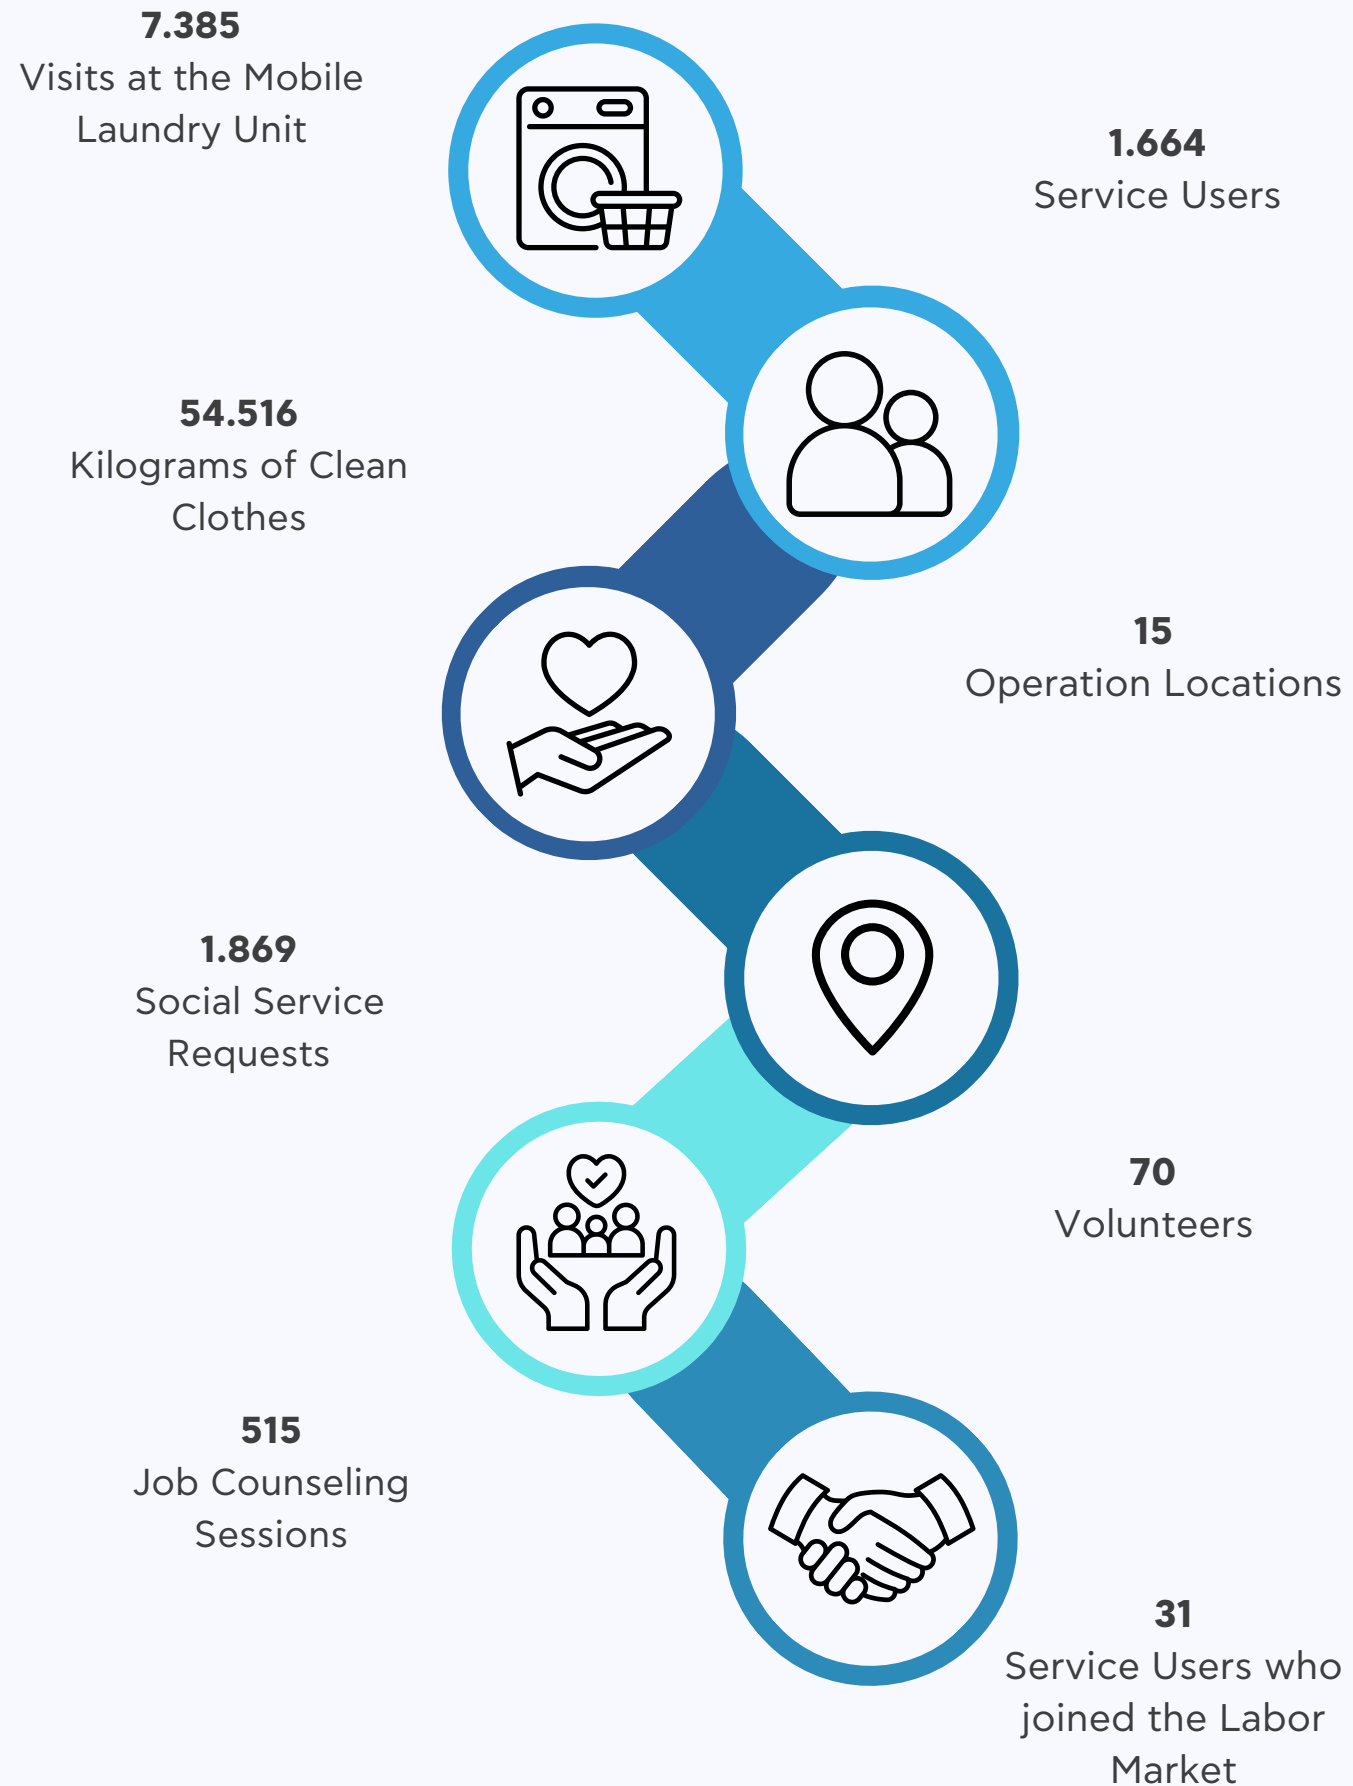 7.385
Visits at the Mobile
Laundry Unit
1.664
Service Users
54.516
Kilograms of Clean
Clothes
15
Operation Locations
1.869
Social Service
Requests
70
Volunteers
515
Job Counseling
Sessions
31
Service Users who
joined the Labor
Market